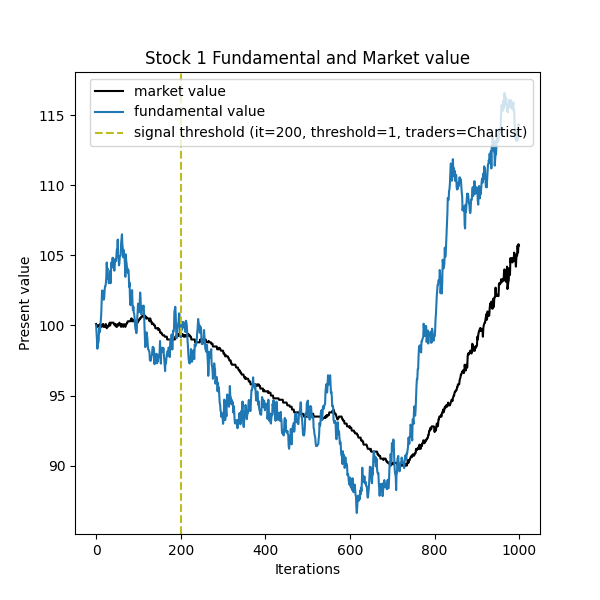 Stock 1 Fundamental and Market value
market value
fundamental value
signal threshold (it=200, threshold=1, traders=Chartist)
Present value
115
110
105
100
95
90
0 200 400 600 800 1000
Iterations